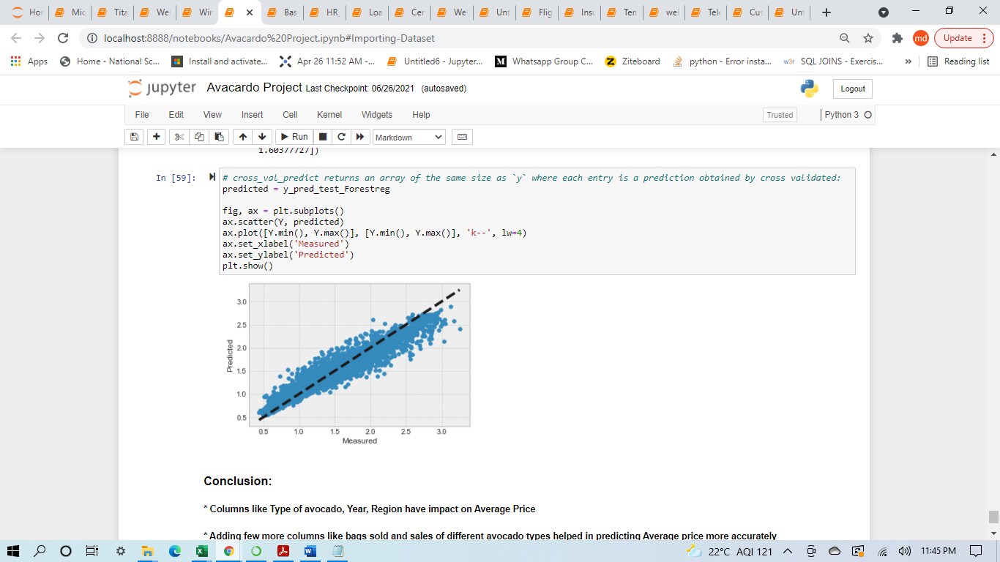 Hor
Mic
Tita
Wel
Wir
Bas
HR_
Loa
Cer
We
Unt
Flig
Insu
Ten
wel
Tele
Cus
Unt
localhost:8888/notebooks/Avacardo%20Project.ipynb#Importing-Dataset
md
Update
Apps
Home - National Sc...
Install and activate...
Apr 26 11:52 AM -...
Untitled6 - Jupyter...
M Whatsapp Group C...
Z Ziteboard
python - Error insta...
w3r SQL JOINS - Exercis...
»
Reading list
jupyter Avacardo Project Last Checkpoint: 06/26/2021 (autosaved)
Logout
File Edit View Insert Cell Kernel Widgets Help
Trusted
Python 3
Run
Markdown
1.60377727])
In [59]:
# cross_val_predict returns an array of the same size as `y` where each entry is a prediction obtained by cross validated:
predicted = y_pred_test_Forestreg
fig, ax = plt.subplots()
ax.scatter(Y, predicted)
ax.plot([Y.min(), Y.max()], [Y.min(), Y.max()], 'k--', lw=4)
ax.set_xlabel('Measured')
ax.set_ylabel('Predicted')
plt.show()
3.0
2.5
2.0
1.5
1.0
0.5
Predicted
0.5 1.0 1.5 2.0 2.5 3.0
Measured
Conclusion:
* Columns like Type of avocado, Year, Region have impact on Average Price
* Adding few more columns like bags sold and sales of different avocado types helped in predicting Average price more accurately
22°C AQI 121
11:45 PM